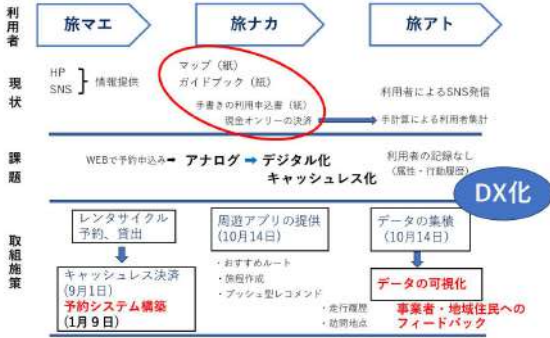 利用者
旅マエ
旅ナカ
旅アト
現状
HP
SNS
情報提供
マップ(紙)
ガイドブック(紙)
手書きの利用申込書(紙)
現金オンリーの決済
利用者によるSNS発信
手計算による利用者集計
課題
WEBで予約申込み
アナログ
デジタル化
キャッシュレス化
利用者の記録なし
(属性・行動履歴)
DX化
取組施策
レンタサイクル
予約、貸出
キャッシュレス決済
(9月1日)
予約システム構築
(1月9日)
周遊アプリの提供
(10月14日)
・おすすめルート
・旅程作成
・プッシュ型レコメンド
データの集積
(10月14日)
データの可視化
・走行履歴
・訪問地点
事業者・地域住民への
フィードバック